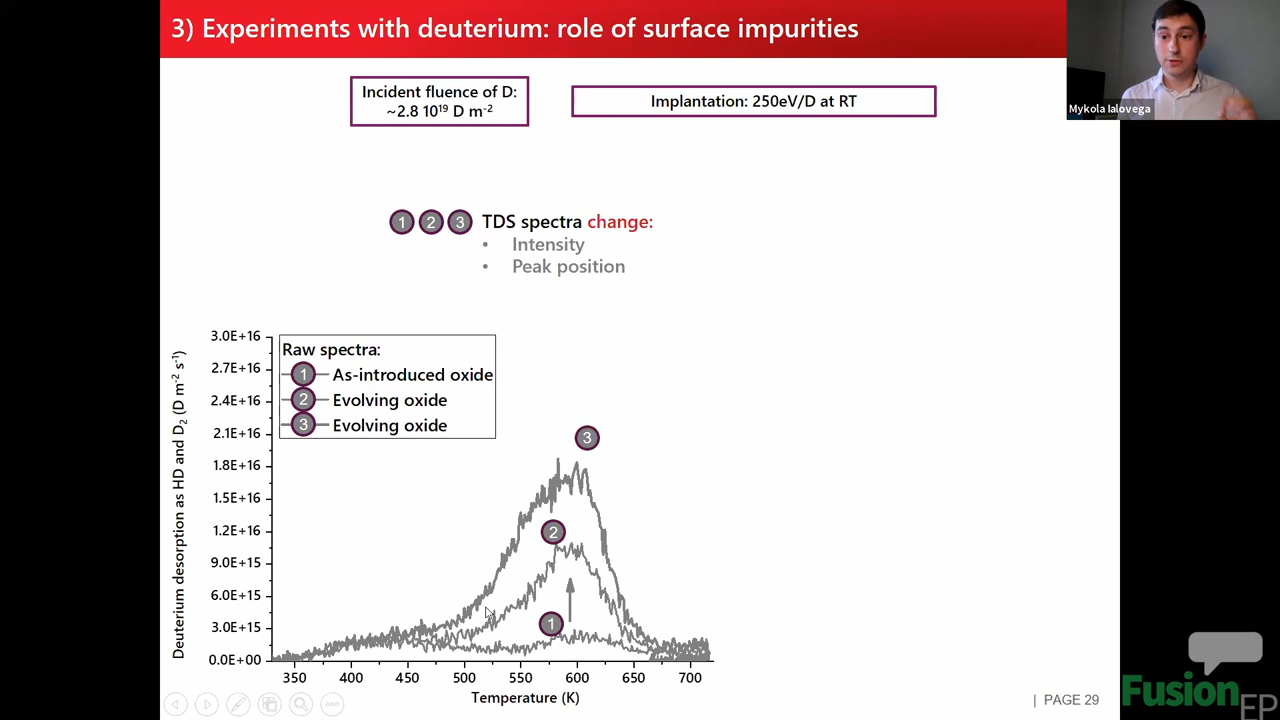 3) Experiments with deuterium: role of surface impurities
Mykola Ialovega
Incident fluence of D:
~2.8 10¹⁹ D m⁻²
Implantation: 250eV/D at RT
1 2 3 TDS spectra change:
• Intensity
• Peak position
Deuterium desorption as HD and D₂ (D m⁻² s⁻¹)
3.0E+16
2.7E+16
2.4E+16
2.1E+16
1.8E+16
1.5E+16
1.2E+16
9.0E+15
6.0E+15
3.0E+15
0.0E+00
Raw spectra:
1 As-introduced oxide
2 Evolving oxide
3 Evolving oxide
3
2
1
350 400 450 500 550 600 650 700
Temperature (K)
| PAGE 29
Fusion
EP